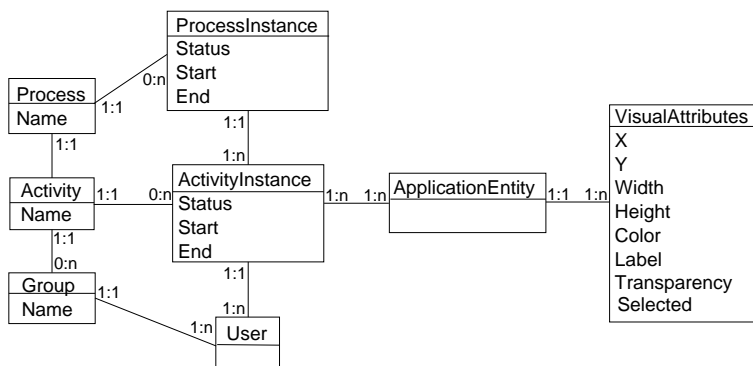 ProcessInstance
Status
Start
End
0:n
1:1
Process
Name
1:1
1:1
1:n
Activity
Name
1:1
0:n
1:1
ActivityInstance
Status
Start
End
1:n
1:n
ApplicationEntity
1:1
1:n
VisualAttributes
X
Y
Width
Height
Color
Label
Transparency
Selected
0:n
Group
Name
1:1
1:1
1:n
1:n
User